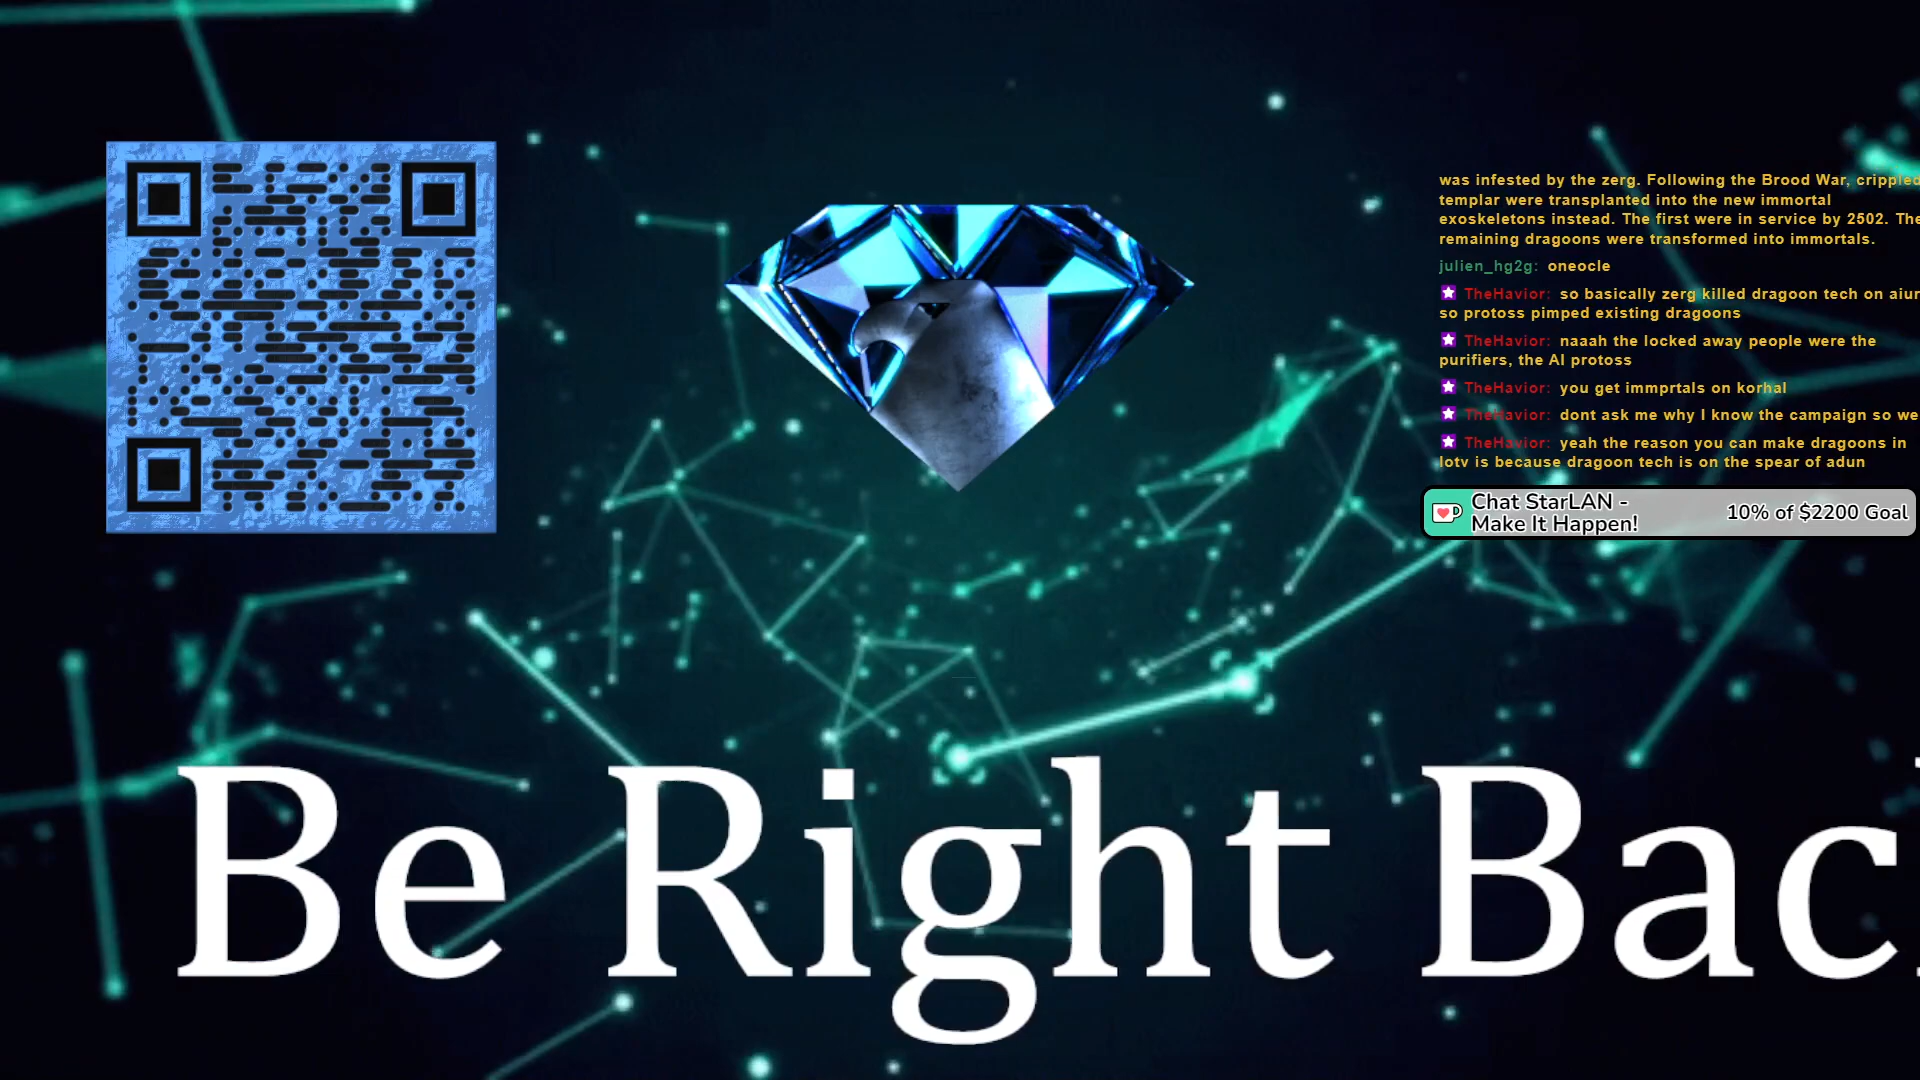 was infested by the zerg. Following the Brood War, crippled
templar were transplanted into the new immortal
exoskeletons instead. The first were in service by 2502. The
remaining dragoons were transformed into immortals.
julien_hg2g: oneocle
TheHavior: so basically zerg killed dragoon tech on aiur
so protoss pimped existing dragoons
TheHavior: naaah the locked away people were the
purifiers, the AI protoss
TheHavior: you get immprtals on korhal
TheHavior: dont ask me why I know the campaign so we
TheHavior: yeah the reason you can make dragoons in
lotv is because dragoon tech is on the spear of adun
Chat StarLAN -
Make It Happen!
10% of $2200 Goal
Be Right Bac